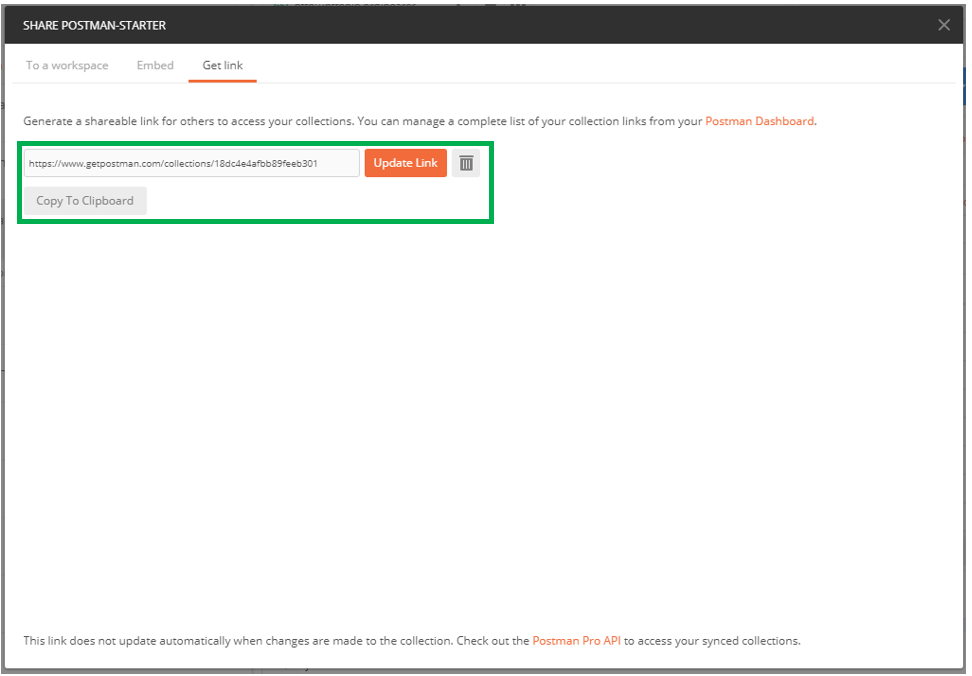 SHARE POSTMAN-STARTER
To a workspace Embed Get link
Generate a shareable link for others to access your collections. You can manage a complete list of your collection links from your Postman Dashboard.
https://www.getpostman.com/collections/18dc4e4afbb89feeb301 Update Link
Copy To Clipboard
This link does not update automatically when changes are made to the collection. Check out the Postman Pro API to access your synced collections.